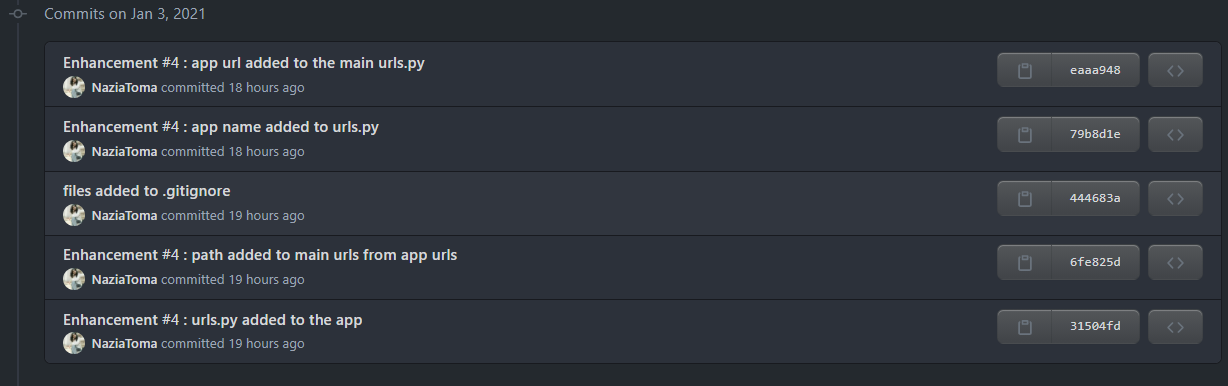 Commits on Jan 3, 2021
Enhancement #4 : app url added to the main urls.py
eaaa948
NaziaToma committed 18 hours ago
Enhancement #4 : app name added to urls.py
79b8d1e
NaziaToma committed 18 hours ago
files added to .gitignore
444683a
NaziaToma committed 19 hours ago
Enhancement #4 : path added to main urls from app urls
6fe825d
NaziaToma committed 19 hours ago
Enhancement #4 : urls.py added to the app
31504fd
NaziaToma committed 19 hours ago